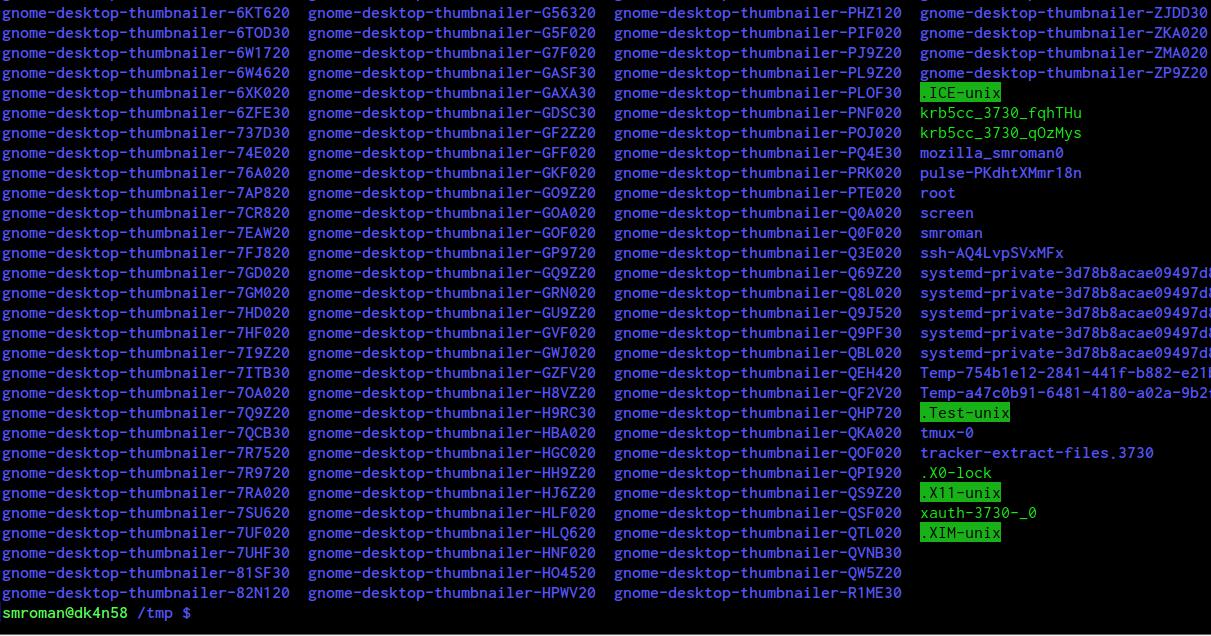 gnome-desktop-thumbnailer-6KT620 gnome-desktop-thumbnailer-G56320 gnome-desktop-thumbnailer-PHZ120 gnome-desktop-thumbnailer-ZJDD30
gnome-desktop-thumbnailer-6TOD30 gnome-desktop-thumbnailer-G5F020 gnome-desktop-thumbnailer-PIF020 gnome-desktop-thumbnailer-ZKA020
gnome-desktop-thumbnailer-6W1720 gnome-desktop-thumbnailer-G7F020 gnome-desktop-thumbnailer-PJ9Z20 gnome-desktop-thumbnailer-ZMA020
gnome-desktop-thumbnailer-6W4620 gnome-desktop-thumbnailer-GASF30 gnome-desktop-thumbnailer-PL9Z20 gnome-desktop-thumbnailer-ZP9Z20
gnome-desktop-thumbnailer-6XK020 gnome-desktop-thumbnailer-GAXA30 gnome-desktop-thumbnailer-PLOF30 .ICE-unix
gnome-desktop-thumbnailer-6ZFE30 gnome-desktop-thumbnailer-GDSC30 gnome-desktop-thumbnailer-PNF020 krb5cc_3730_fqhTHu
gnome-desktop-thumbnailer-737D30 gnome-desktop-thumbnailer-GF2Z20 gnome-desktop-thumbnailer-POJ020 krb5cc_3730_qOzMys
gnome-desktop-thumbnailer-74E020 gnome-desktop-thumbnailer-GFF020 gnome-desktop-thumbnailer-PQ4E30 mozilla_smroman0
gnome-desktop-thumbnailer-76A020 gnome-desktop-thumbnailer-GKF020 gnome-desktop-thumbnailer-PRK020 pulse-PKdhtXMmr18n
gnome-desktop-thumbnailer-7AP820 gnome-desktop-thumbnailer-GO9Z20 gnome-desktop-thumbnailer-PTE020 root
gnome-desktop-thumbnailer-7CR820 gnome-desktop-thumbnailer-GOA020 gnome-desktop-thumbnailer-Q0A020 screen
gnome-desktop-thumbnailer-7EAW20 gnome-desktop-thumbnailer-GOF020 gnome-desktop-thumbnailer-Q0F020 smroman
gnome-desktop-thumbnailer-7FJ820 gnome-desktop-thumbnailer-GP9720 gnome-desktop-thumbnailer-Q3E020 ssh-AQ4LvpSVxMFx
gnome-desktop-thumbnailer-7GD020 gnome-desktop-thumbnailer-GQ9Z20 gnome-desktop-thumbnailer-Q69Z20 systemd-private-3d78b8acae09497d8
gnome-desktop-thumbnailer-7GM020 gnome-desktop-thumbnailer-GRN020 gnome-desktop-thumbnailer-Q8L020 systemd-private-3d78b8acae09497d8
gnome-desktop-thumbnailer-7HD020 gnome-desktop-thumbnailer-GU9Z20 gnome-desktop-thumbnailer-Q9J520 systemd-private-3d78b8acae09497d8
gnome-desktop-thumbnailer-7HF020 gnome-desktop-thumbnailer-GVF020 gnome-desktop-thumbnailer-Q9PF30 systemd-private-3d78b8acae09497d8
gnome-desktop-thumbnailer-7I9Z20 gnome-desktop-thumbnailer-GWJ020 gnome-desktop-thumbnailer-QBL020 systemd-private-3d78b8acae09497d8
gnome-desktop-thumbnailer-7ITB30 gnome-desktop-thumbnailer-GZFV20 gnome-desktop-thumbnailer-QEH420 Temp-754b1e12-2841-441f-b882-e21
gnome-desktop-thumbnailer-7OA020 gnome-desktop-thumbnailer-H8VZ20 gnome-desktop-thumbnailer-QF2V20 Temp-a47c0b91-6481-4180-a02a-9b2
gnome-desktop-thumbnailer-7Q9Z20 gnome-desktop-thumbnailer-H9RC30 gnome-desktop-thumbnailer-QHP720 .Test-unix
gnome-desktop-thumbnailer-7QCB30 gnome-desktop-thumbnailer-HBA020 gnome-desktop-thumbnailer-QKA020 tmux-0
gnome-desktop-thumbnailer-7R7520 gnome-desktop-thumbnailer-HGC020 gnome-desktop-thumbnailer-QOF020 tracker-extract-files.3730
gnome-desktop-thumbnailer-7R9720 gnome-desktop-thumbnailer-HH9Z20 gnome-desktop-thumbnailer-QPI920 .X0-lock
gnome-desktop-thumbnailer-7RA020 gnome-desktop-thumbnailer-HJ6Z20 gnome-desktop-thumbnailer-QS9Z20 .X11-unix
gnome-desktop-thumbnailer-7SU620 gnome-desktop-thumbnailer-HLF020 gnome-desktop-thumbnailer-QSF020 xauth-3730-_0
gnome-desktop-thumbnailer-7UF020 gnome-desktop-thumbnailer-HLQ620 gnome-desktop-thumbnailer-QTL020 .XIM-unix
gnome-desktop-thumbnailer-7UHF30 gnome-desktop-thumbnailer-HNF020 gnome-desktop-thumbnailer-QVNB30
gnome-desktop-thumbnailer-81SF30 gnome-desktop-thumbnailer-HO4520 gnome-desktop-thumbnailer-QW5Z20
gnome-desktop-thumbnailer-82N120 gnome-desktop-thumbnailer-HPWV20 gnome-desktop-thumbnailer-R1ME30
smroman@dk4n58 /tmp $